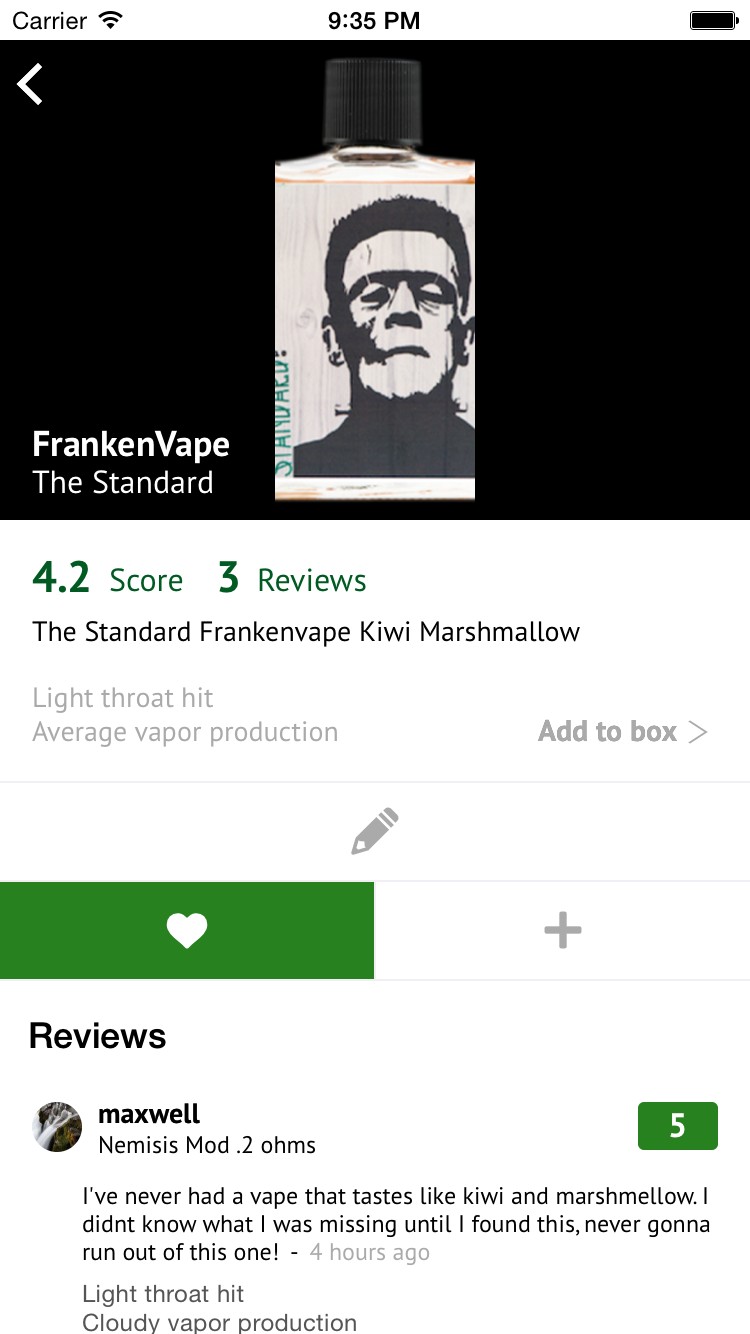 Carrier 9:35 PM
STANDARD.
FrankenVape
The Standard
4.2 Score 3 Reviews
The Standard Frankenvape Kiwi Marshmallow
Light throat hit
Average vapor production
Add to box >
Reviews
maxwell
Nemisis Mod .2 ohms
5
I've never had a vape that tastes like kiwi and marshmellow. I
didnt know what I was missing until I found this, never gonna
run out of this one! - 4 hours ago
Light throat hit
Cloudy vapor production